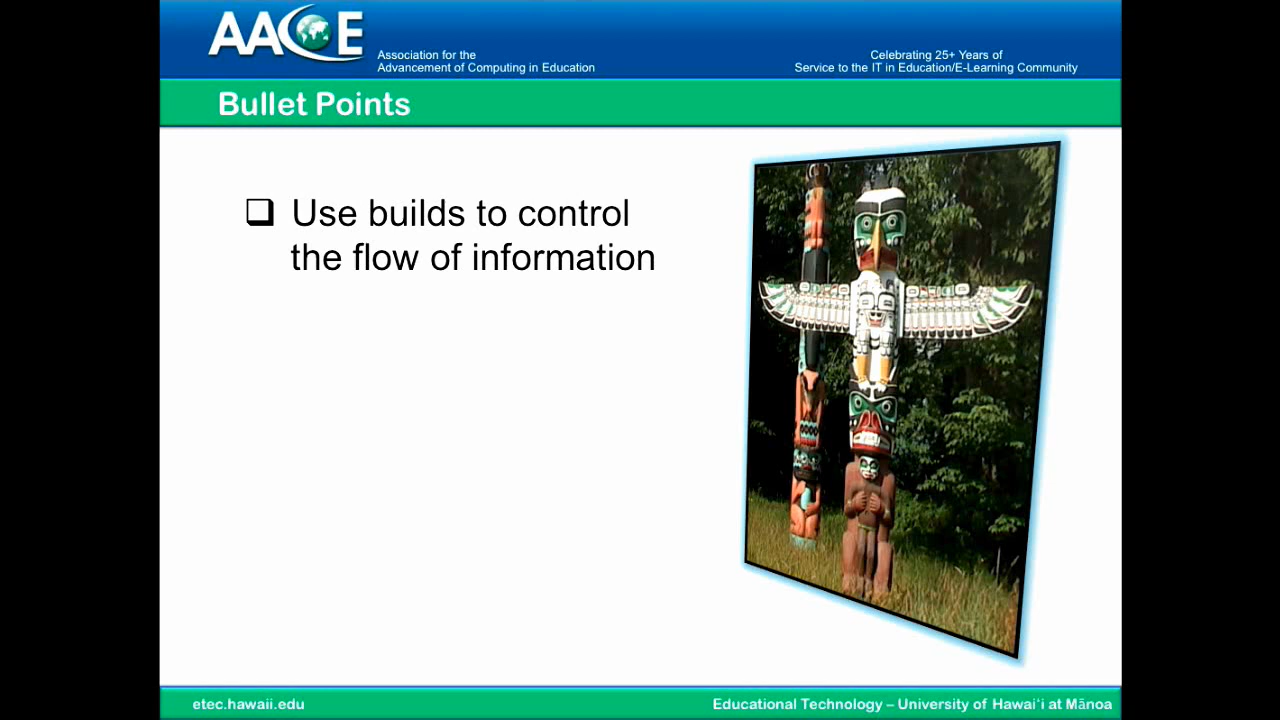 AACE
Association for the
Advancement of Computing in Education
Celebrating 25+ Years of
Service to the IT in Education/E-Learning Community
Bullet Points
❑ Use builds to control
the flow of information
etec.hawaii.edu
Educational Technology – University of Hawaiʻi at Mānoa